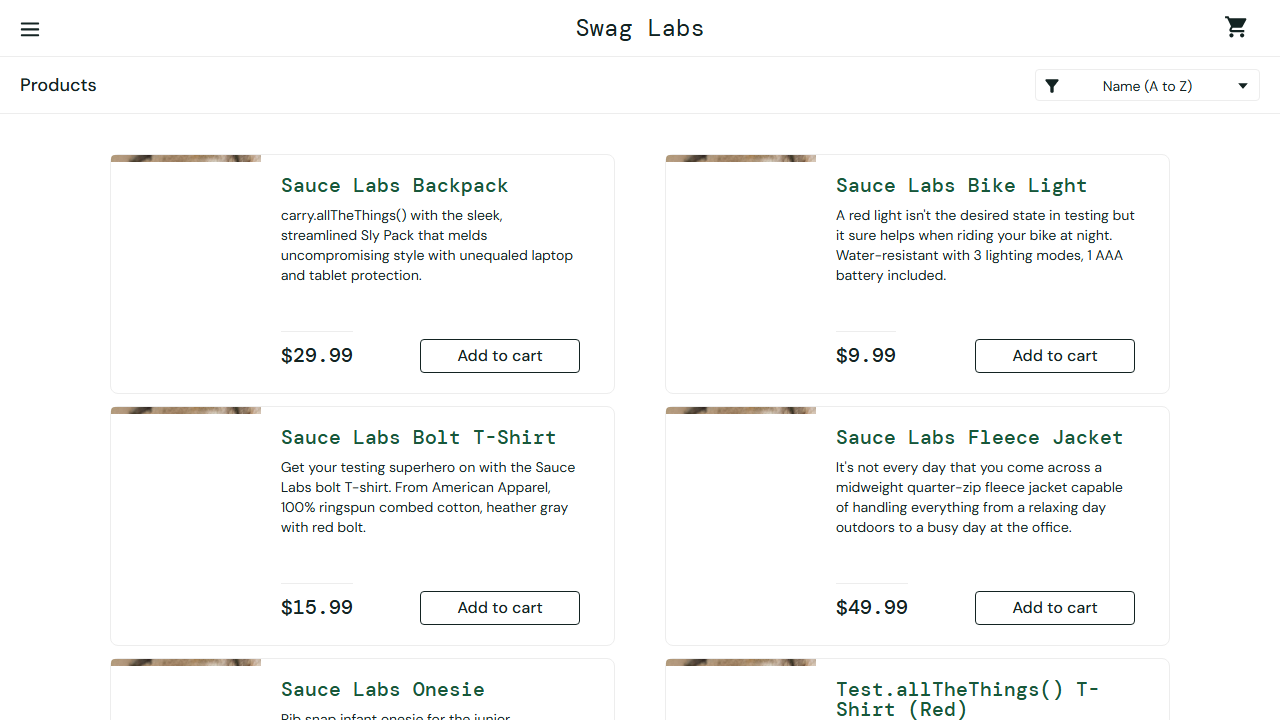 Swag Labs
Products
Name (A to Z)
Sauce Labs Backpack
carry.allTheThings() with the sleek,
streamlined Sly Pack that melds
uncompromising style with unequaled laptop
and tablet protection.
$29.99
Add to cart
Sauce Labs Bike Light
A red light isn't the desired state in testing but
it sure helps when riding your bike at night.
Water-resistant with 3 lighting modes, 1 AAA
battery included.
$9.99
Add to cart
Sauce Labs Bolt T-Shirt
Get your testing superhero on with the Sauce
Labs bolt T-shirt. From American Apparel,
100% ringspun combed cotton, heather gray
with red bolt.
$15.99
Add to cart
Sauce Labs Fleece Jacket
It's not every day that you come across a
midweight quarter-zip fleece jacket capable
of handling everything from a relaxing day
outdoors to a busy day at the office.
$49.99
Add to cart
Sauce Labs Onesie
Rib snap infant onesie for the junior
Test.allTheThings() T-
Shirt (Red)